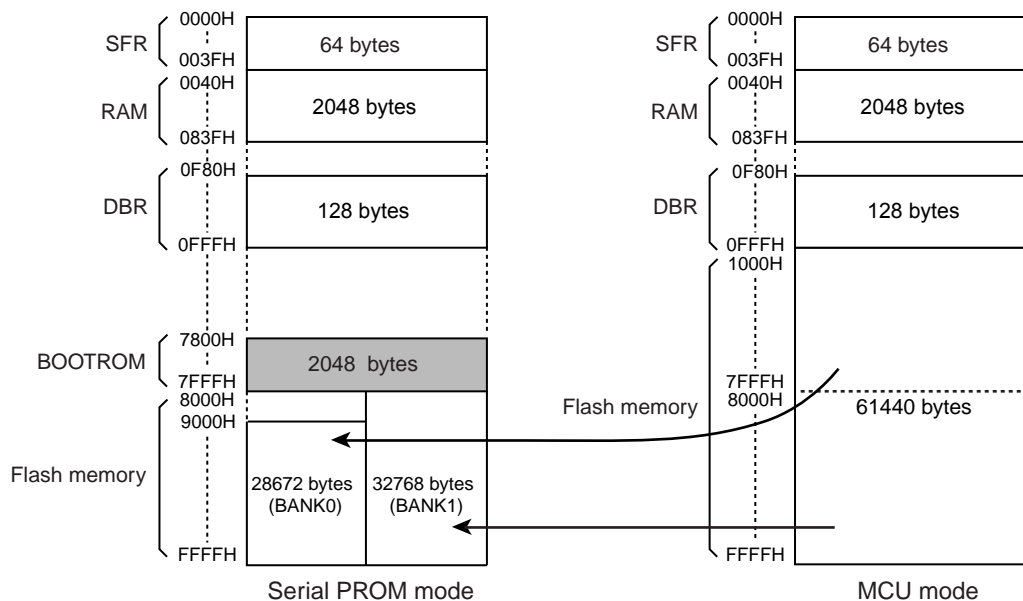 0000H
SFR
64 bytes
003FH
0040H
RAM
2048 bytes
083FH
0F80H
DBR
128 bytes
0FFFH
7800H
BOOTROM
2048 bytes
7FFFH
8000H
9000H
Flash memory
28672 bytes
(BANK0)
32768 bytes
(BANK1)
FFFFH
Serial PROM mode
0000H
SFR
64 bytes
003FH
0040H
RAM
2048 bytes
083FH
0F80H
DBR
128 bytes
0FFFH
1000H
7FFFH
8000H
Flash memory
61440 bytes
FFFFH
MCU mode